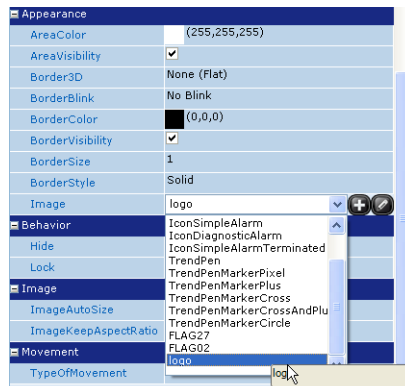 Appearance
AreaColor (255,255,255)
AreaVisibility
Border3D None (Flat)
BorderBlink No Blink
BorderColor (0,0,0)
BorderVisibility
BorderSize 1
BorderStyle Solid
Image logo
Behavior IconSimpleAlarm
IconDiagnosticAlarm
Hide IconSimpleAlarmTerminated
TrendPen
Lock TrendPenMarkerPixel
TrendPenMarkerPlus
Image TrendPenMarkerCross
ImageAutoSize TrendPenMarkerCrossAndPlu
TrendPenMarkerCircle
ImageKeepAspectRatio FLAG27
FLAG02
Movement logo
TypeOfMovement logo